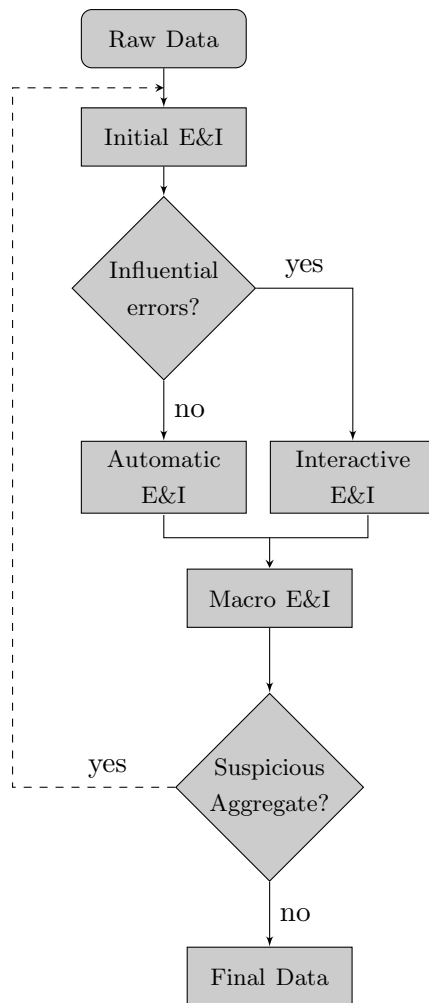 Raw Data
Initial E&I
Influential
errors?
yes
no
Automatic
E&I
Interactive
E&I
Macro E&I
yes
Suspicious
Aggregate?
no
Final Data